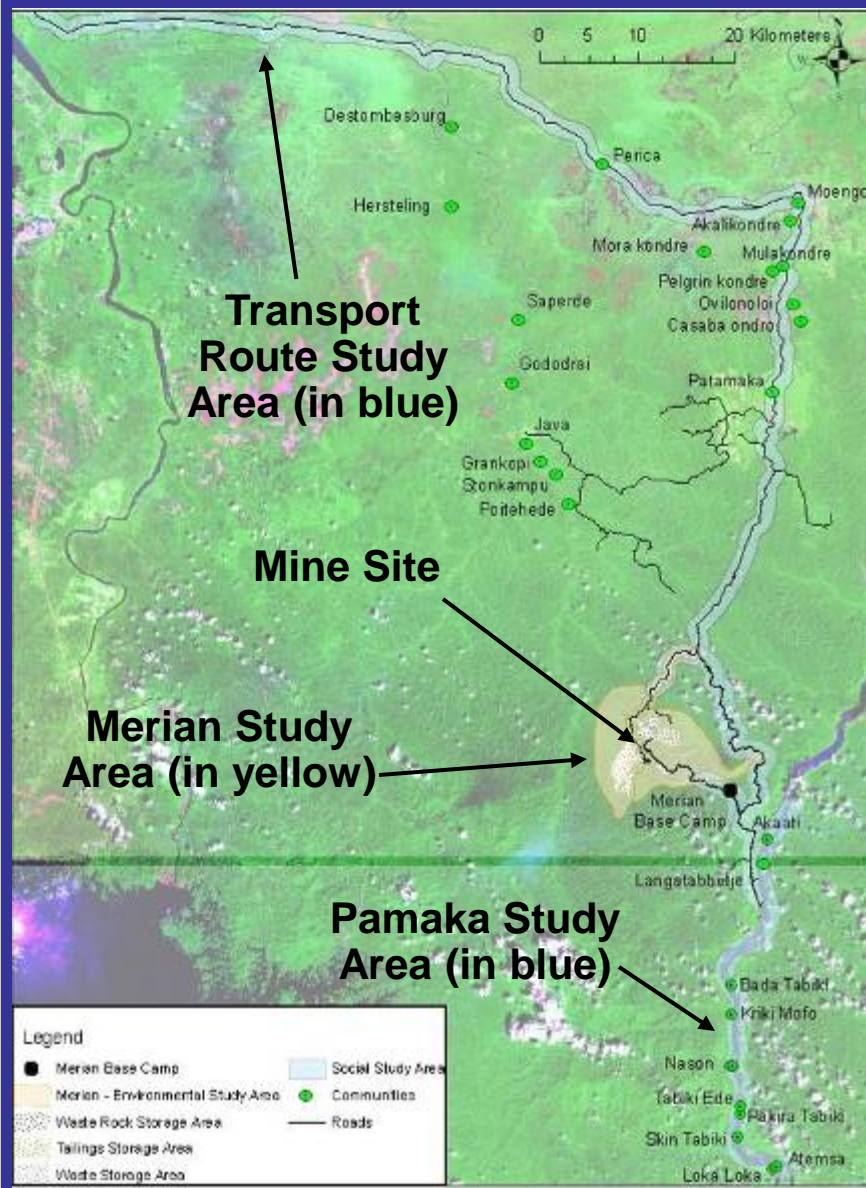 0 5 10 20 Kilometers
W
Destombesburg
Perica
Moengo
Hersteling
Akalikondre
Mora kondre
Mulakondre
Pelgrin kondre
Transport
Route Study
Area (in blue)
Saperde
Ovilonoloi
Casaba ondro
Gododrai
Patamaka
Java
Grankopi
Stonkampu
Foitehede
Mine Site
Merian Study
Area (in yellow)
Merian
Base Camp
Akaati
Langatabbetje
Pamaka Study
Area (in blue)
Bada Tabiki
Kriki Mofo
Nason
Tabiki Ede
Pakira Tabiki
Skin Tabiki
Atemsa
Loka Loka
Legend
Merian Base Camp
Merian - Environmental Study Area
Waste Rock Storage Area
Tailings Storage Area
Waste Storage Area
Social Study Area
Communities
Roads